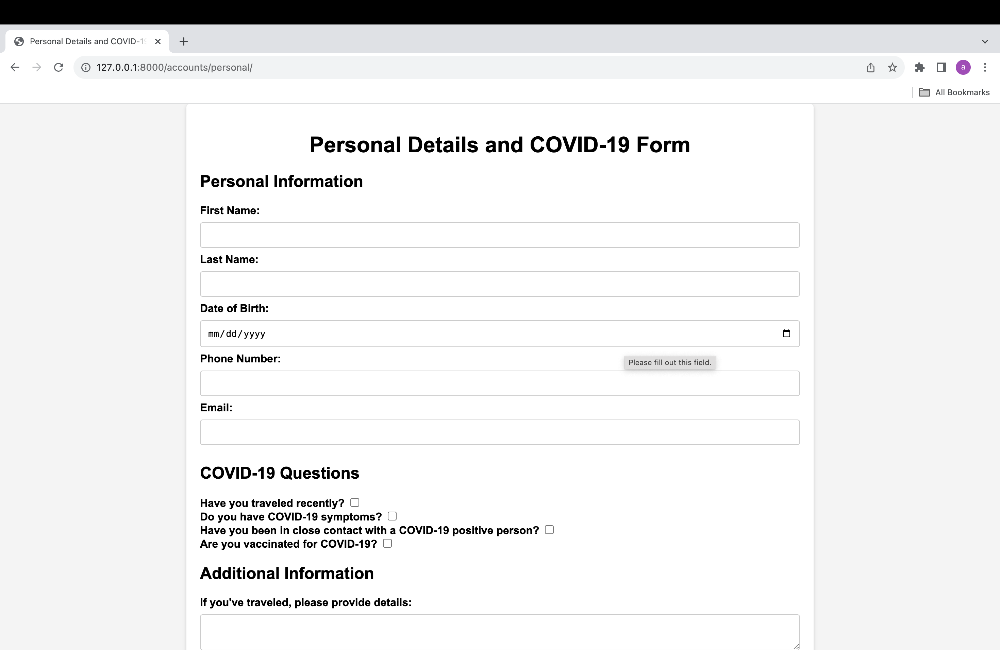 Personal Details and COVID-19
127.0.0.1:8000/accounts/personal/
a
All Bookmarks
Personal Details and COVID-19 Form
Personal Information
First Name:
Last Name:
Date of Birth:
mm/dd/yyyy
Phone Number:
Please fill out this field.
Email:
COVID-19 Questions
Have you traveled recently?
Do you have COVID-19 symptoms?
Have you been in close contact with a COVID-19 positive person?
Are you vaccinated for COVID-19?
Additional Information
If you've traveled, please provide details: